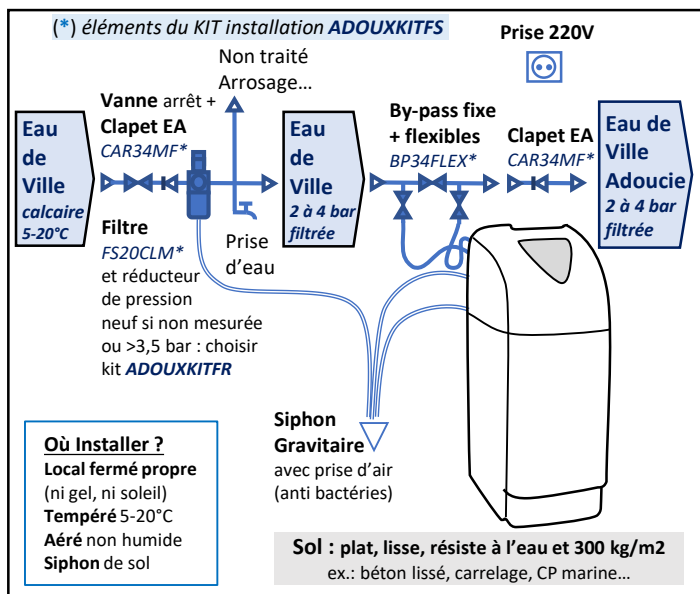 (*) éléments du KIT installation ADOUXKITFS
Prise 220V
Non traité
Arrosage…
Vanne arrêt +
Clapet EA
CAR34MF*
By-pass fixe
+ flexibles
BP34FLEX*
Clapet EA
CAR34MF*
Eau
de
Ville
calcaire
5-20°C
Eau
de
Ville
2 à 4 bar
filtrée
Eau de
Ville
Adoucie
2 à 4 bar
filtrée
Filtre
FS20CLM*
et réducteur
de pression
neuf si non mesurée
ou >3,5 bar : choisir
kit ADOUXKITFR
Prise
d’eau
Siphon
Gravitaire
avec prise d’air
(anti bactéries)
Où Installer ?
Local fermé propre
(ni gel, ni soleil)
Tempéré 5-20°C
Aéré non humide
Siphon de sol
Sol : plat, lisse, résiste à l’eau et 300 kg/m2
ex.: béton lissé, carrelage, CP marine…